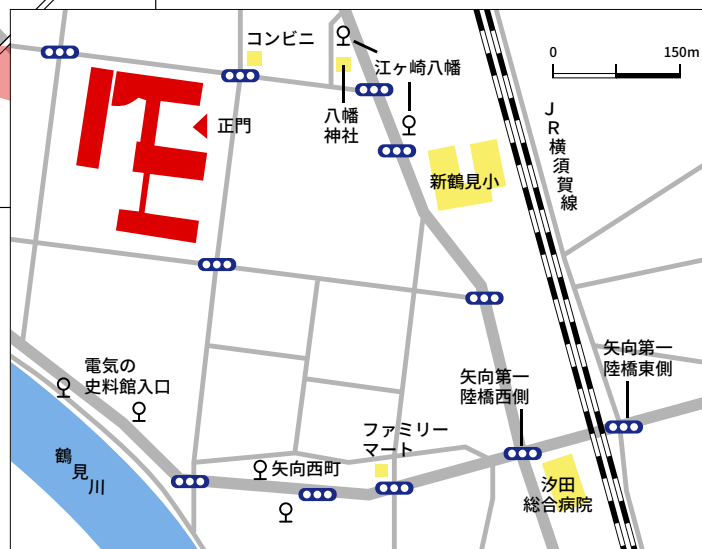 コンビニ
江ヶ崎八幡
0
150m
正門
八幡
神社
JR横須賀線
新鶴見小
電気の
史料館入口
矢向第一
陸橋東側
矢向第一
陸橋西側
ファミリー
マート
鶴見川
矢向西町
汐田
総合病院